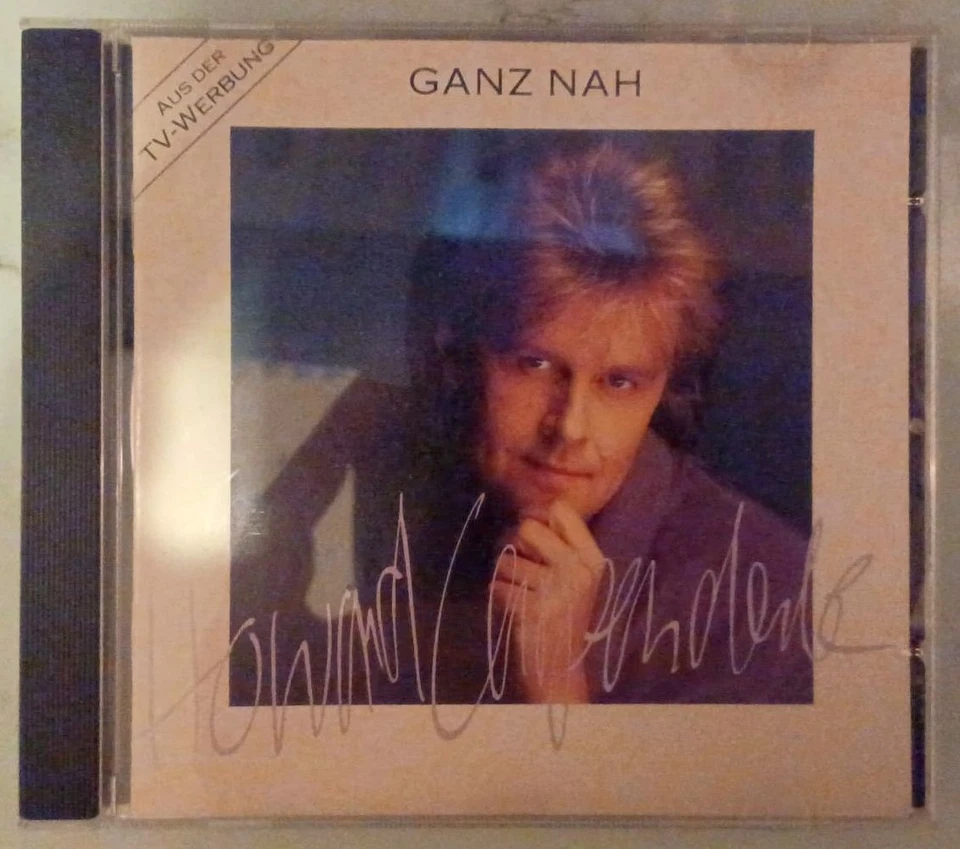 AUS DER
TV-WERBUNG
GANZ NAH
Howard Carpendale